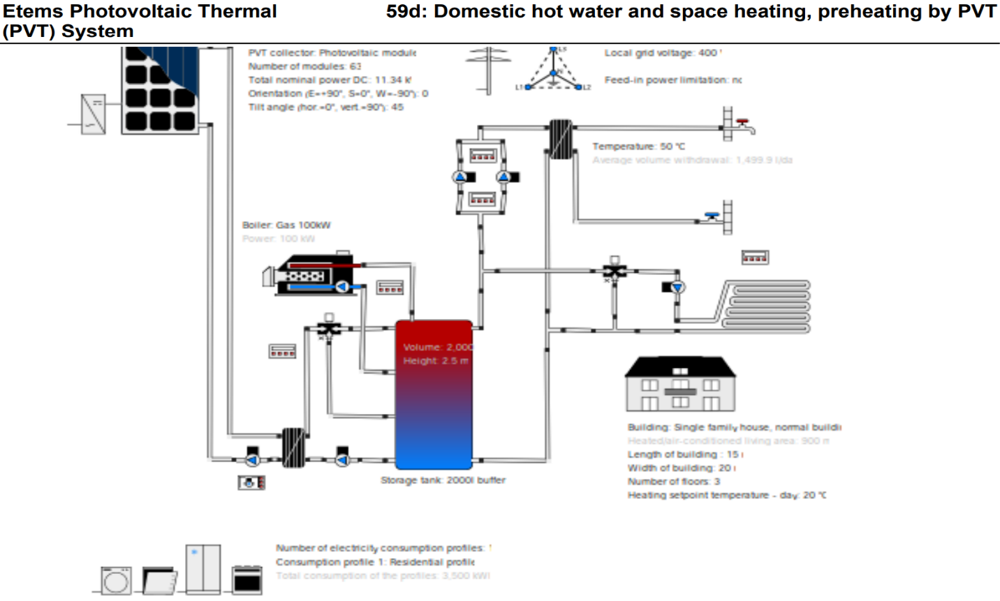 Etems Photovoltaic Thermal (PVT) System
59d: Domestic hot water and space heating, preheating by PVT
PVT collector: Photovoltaic module
Number of modules: 63
Total nominal power DC: 11.34 k
Orientation (E=+90°, S=0°, W=-90°): 0
Tilt angle (hor.=0°, vert.=90°): 45
L3
N
L1
L2
Local grid voltage: 400
Feed-in power limitation: no
Temperature: 50 °C
Average volume withdrawal: 1,499.9 l/da
Boiler: Gas 100kW
Power: 100 kW
Volume: 2,000
Height: 2.5 m
Storage tank: 2000l buffer
Building: Single family house, normal buildi
Heated/air-conditioned living area: 900 m
Length of building : 15
Width of building: 20
Number of floors: 3
Heating setpoint temperature - day: 20 °C
Number of electricity consumption profiles: 1
Consumption profile 1: Residential profile
Total consumption of the profiles: 3,500 kW